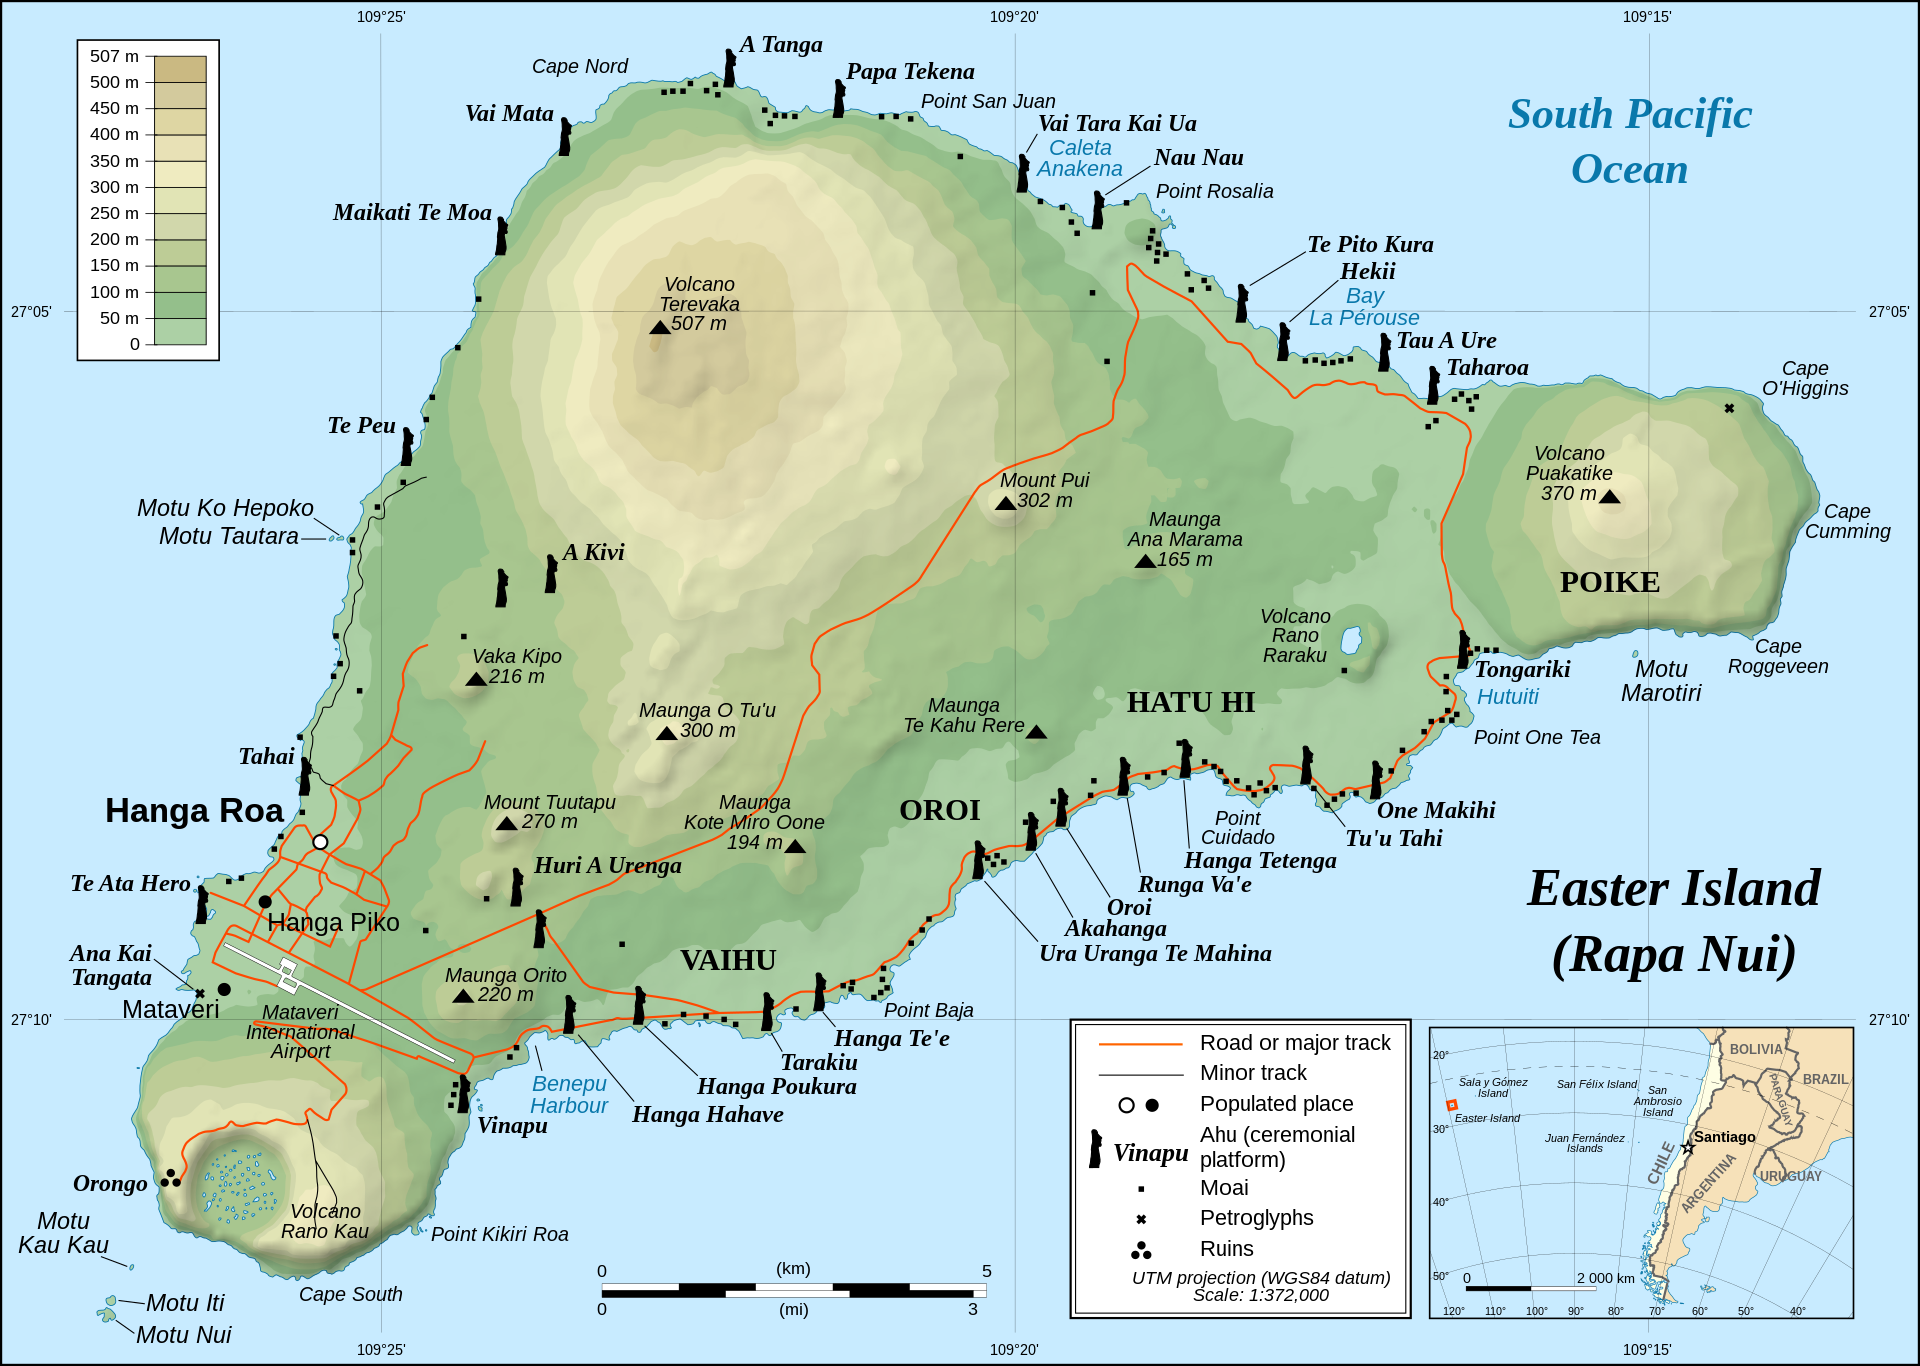 109°25'
109°20'
109°15'
507 m
500 m
450 m
400 m
350 m
300 m
250 m
200 m
150 m
100 m
50 m
0
Cape Nord
A Tanga
Papa Tekena
Point San Juan
Vai Mata
Vai Tara Kai Ua
Caleta
Anakena
Nau Nau
Point Rosalia
South Pacific
Ocean
Maikati Te Moa
Te Pito Kura
Hekii
Bay
La Pérouse
Volcano
Terevaka
507 m
27°05'
27°05'
Tau A Ure
Taharoa
Cape
O'Higgins
Te Peu
Volcano
Puakatike
370 m
Mount Pui
302 m
Motu Ko Hepoko
Motu Tautara
Maunga
Ana Marama
165 m
Cape
Cumming
A Kivi
POIKE
Volcano
Rano
Raraku
Vaka Kipo
216 m
Tongariki
Hutuiti
Motu
Marotiri
Cape
Roggeveen
Maunga O Tu'u
300 m
Maunga
Te Kahu Rere
HATU HI
Point One Tea
Tahai
Hanga Roa
Mount Tuutapu
270 m
Maunga
Kote Miro Oone
194 m
OROI
Point
Cuidado
One Makihi
Tu'u Tahi
Hanga Tetenga
Runga Va'e
Oroi
Akahanga
Ura Uranga Te Mahina
Huri A Urenga
Te Ata Hero
Hanga Piko
Easter Island
(Rapa Nui)
Ana Kai
Tangata
Mataveri
VAIHU
Maunga Orito
220 m
Point Baja
27°10'
27°10'
Mataveri
International
Airport
Hanga Te'e
Tarakiu
Hanga Poukura
Hanga Hahave
Benepu
Harbour
Vinapu
Orongo
Volcano
Rano Kau
Motu
Kau Kau
Point Kikiri Roa
Cape South
Motu Iti
Motu Nui
0
(km)
5
0
(mi)
3
Road or major track
Minor track
Populated place
Vinapu
Ahu (ceremonial
platform)
Moai
Petroglyphs
Ruins
UTM projection (WGS84 datum)
Scale: 1:372,000
BOLIVIA
BRAZIL
PARAGUAY
20°
Sala y Gómez
Island
San Félix Island
San
Ambrosio
Island
Easter Island
30°
Juan Fernández
Islands
Santiago
CHILE
ARGENTINA
URUGUAY
40°
50°
0
2 000 km
120°
110°
100°
90°
80°
70°
60°
50°
40°
109°25'
109°20'
109°15'